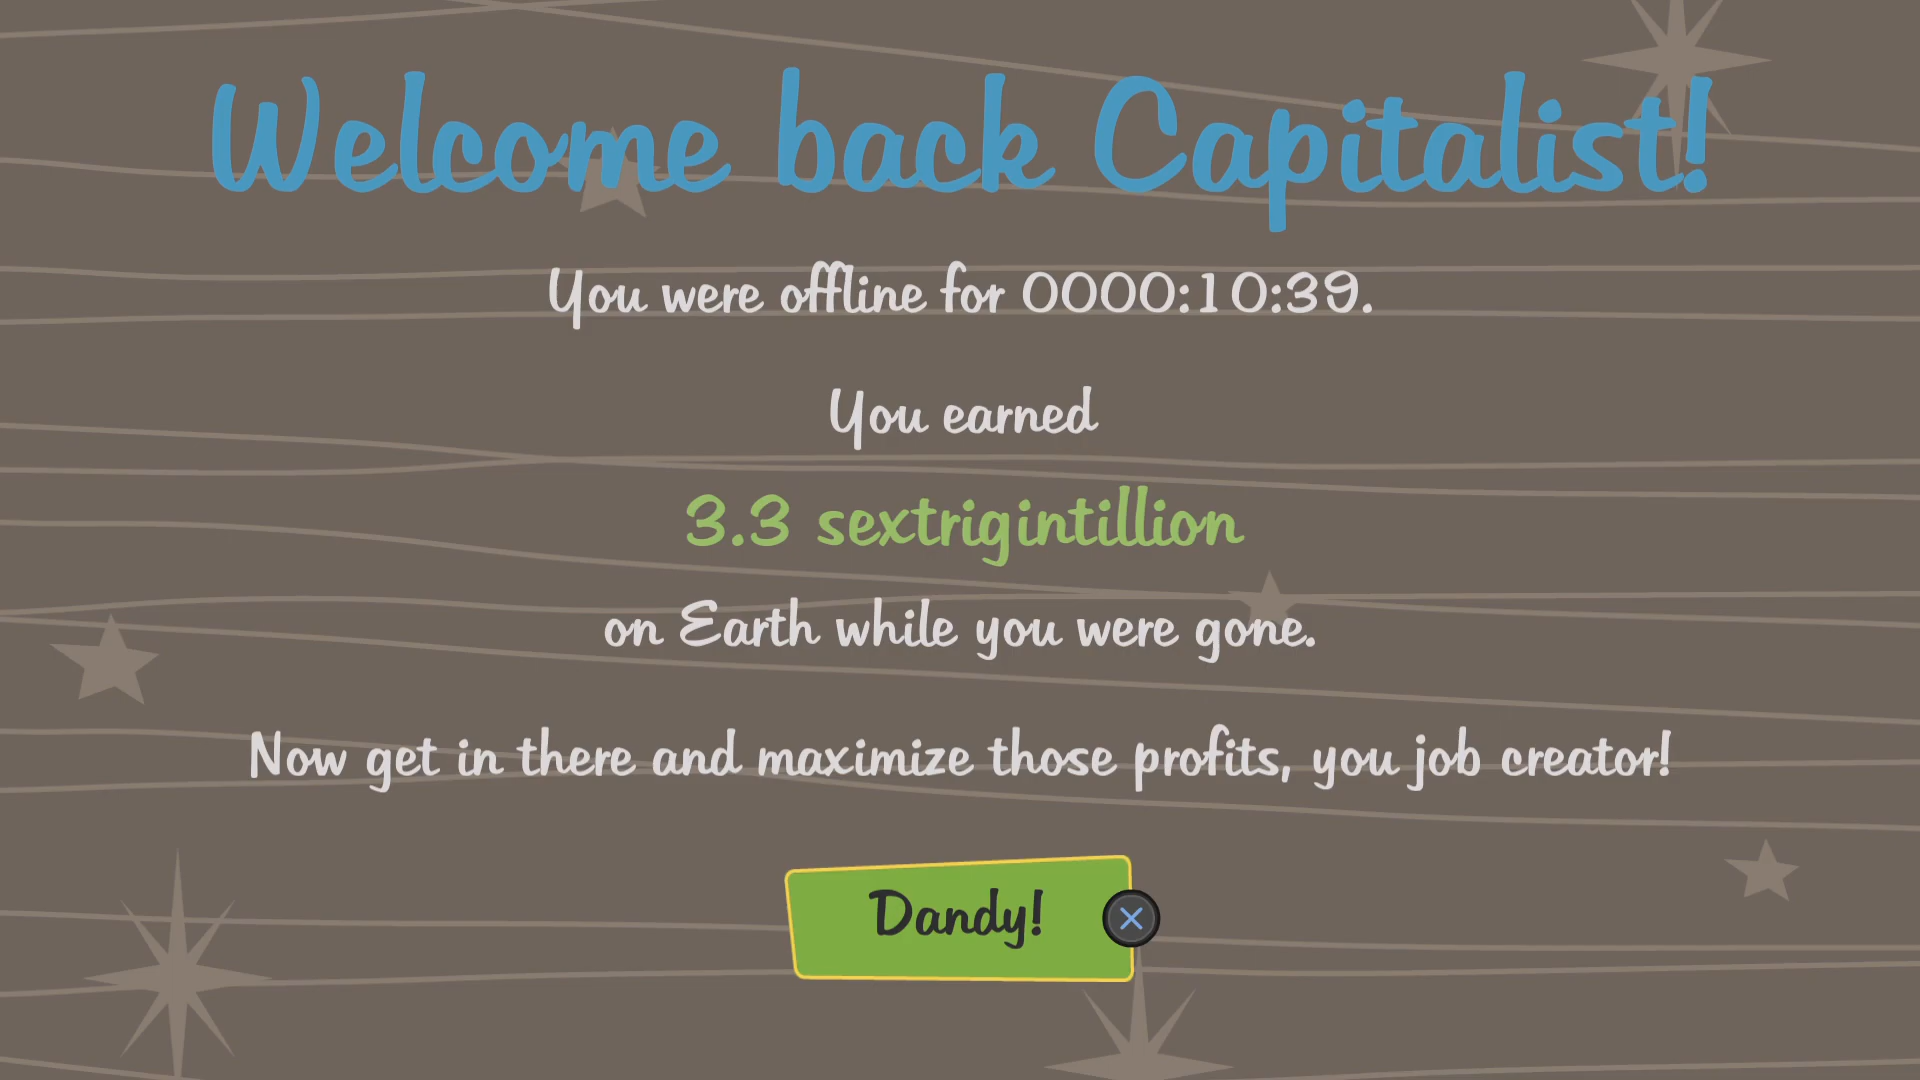 Welcome back Capitalist!
You were offline for 0000:10:39.
You earned
3.3 sextrigintillion
on Earth while you were gone.
Now get in there and maximize those profits, you job creator!
Dandy!